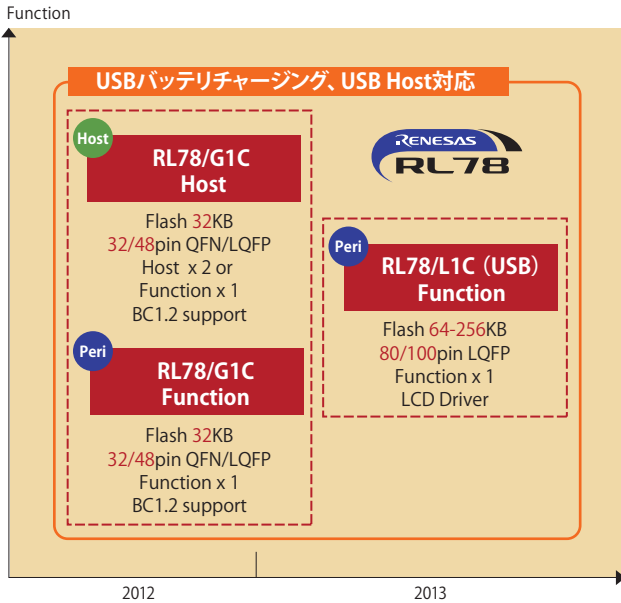 Function
USBバッテリチャージング、USB Host対応
Host
RL78/G1C
Host
Flash 32KB
32/48pin QFN/LQFP
Host x 2 or
Function x 1
BC1.2 support
Peri
RL78/G1C
Function
Flash 32KB
32/48pin QFN/LQFP
Function x 1
BC1.2 support
RENESAS
RL78
Peri
RL78/L1C（USB）
Function
Flash 64-256KB
80/100pin LQFP
Function x 1
LCD Driver
2012
2013